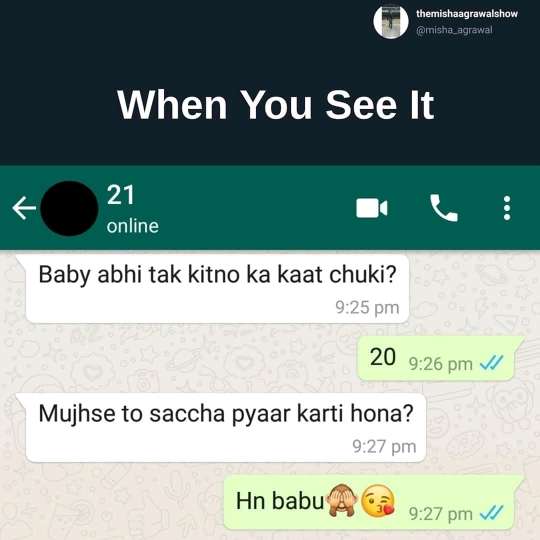 themishaagrawalshow
@misha_agrawal
When You See It
21
online
Baby abhi tak kitno ka kaat chuki?
9:25 pm
20 9:26 pm
Mujhse to saccha pyaar karti hona?
9:27 pm
Hn babu🙈😘 9:27 pm